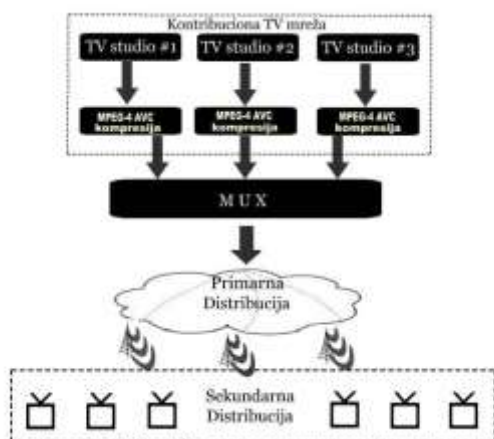 Kontribuciona TV mreža
TV studio #1
TV studio #2
TV studio #3
MPEG-4 AVC
kompresija
MPEG-4 AVC
kompresija
MPEG-4 AVC
kompresija
M U X
Primarna
Distribucija
Sekundarna
Distribucija